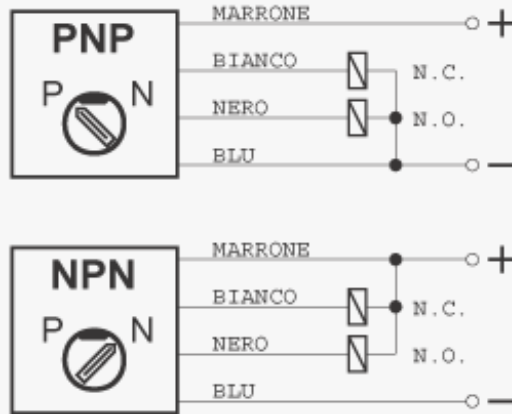 MARRONE +
PNP
BIANCO N.C.
P N
NERO N.O.
BLU −
MARRONE +
NPN
BIANCO N.C.
P N
NERO N.O.
BLU −